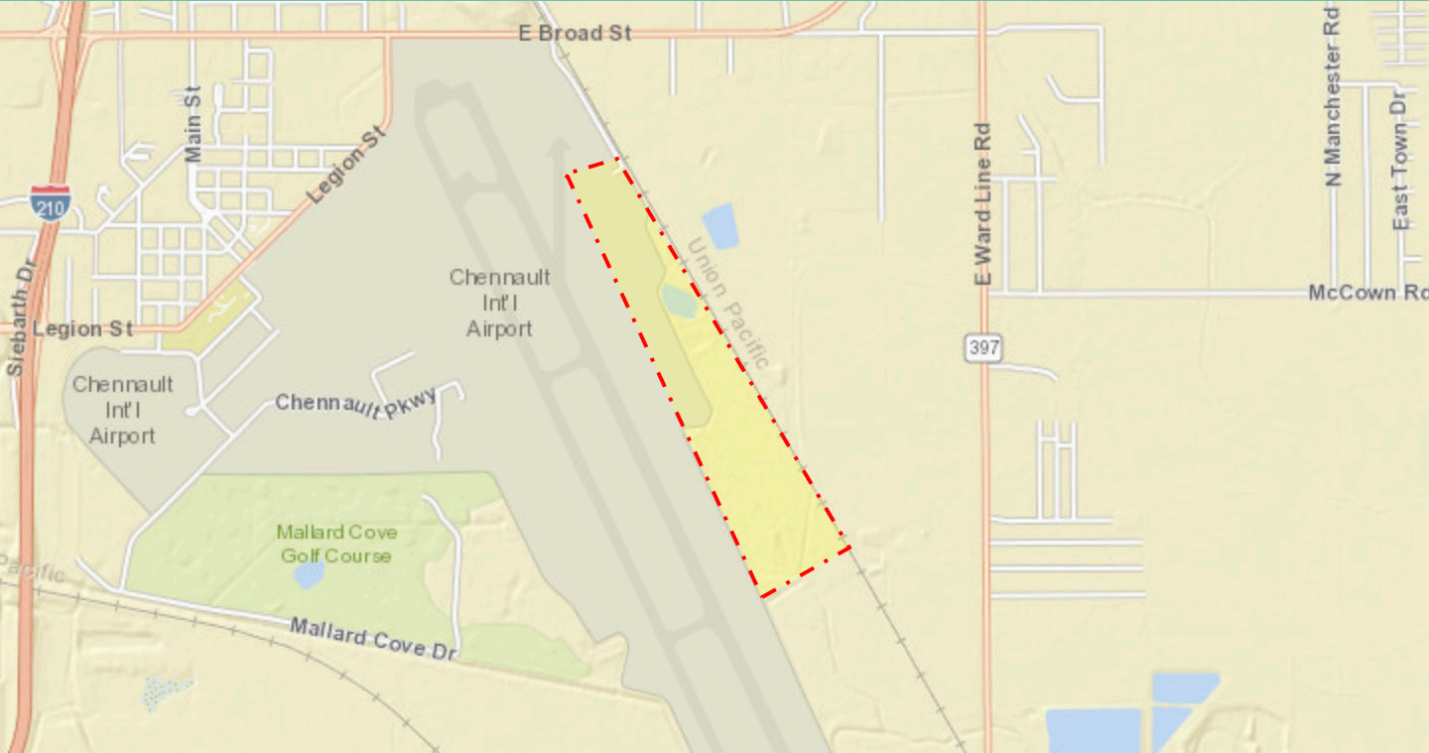 E Broad St
Main St
Legion St
210
Siebarth Dr
Legion St
Chennault
Int'l
Airport
Chennault
Int'l
Airport
Chennault Pkwy
Union Pacific
E Ward Line Rd
N Manchester Rd
East Town Dr
McCown Rd
397
Mallard Cove
Golf Course
Pacific
Mallard Cove Dr